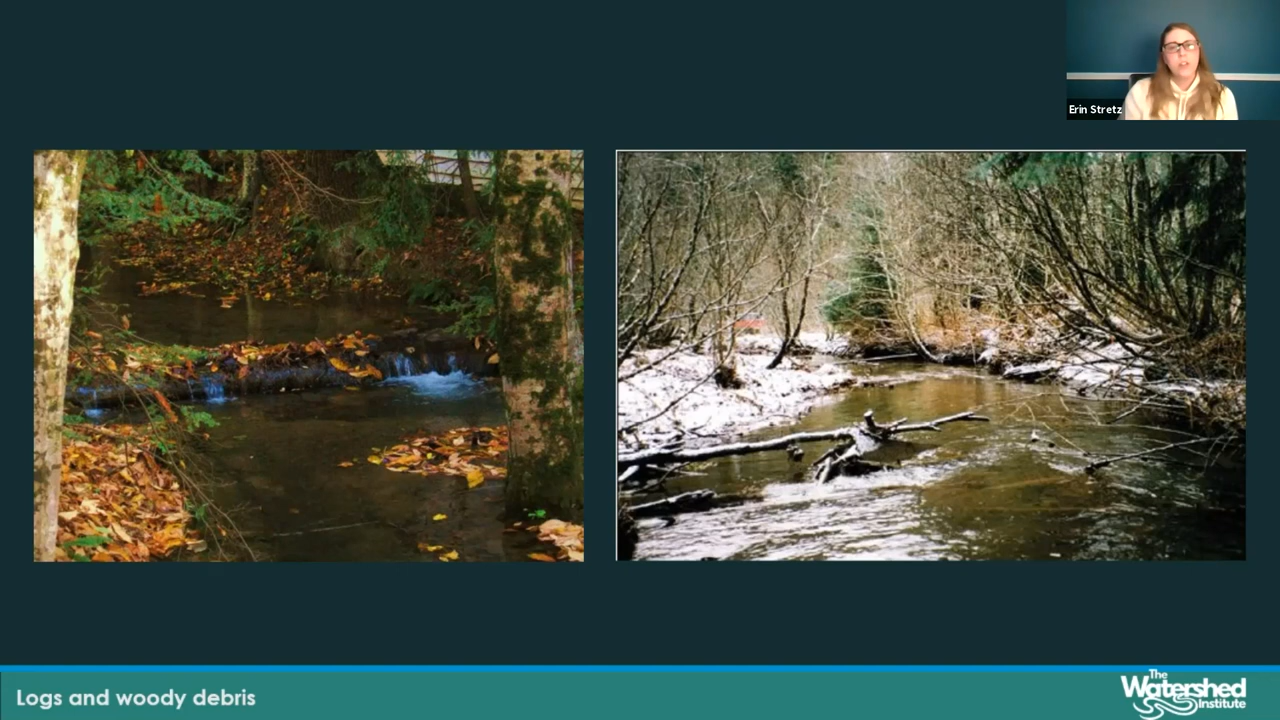 Erin Stretz
Logs and woody debris
The
Watershed
Institute